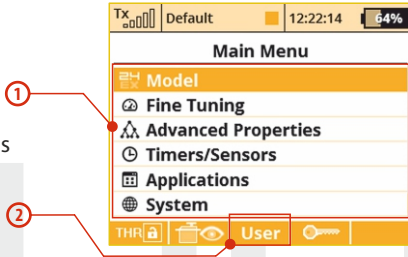 Tx Default 12:22:14 64%
Main Menu
Model
1
Fine Tuning
Advanced Properties
s
Timers/Sensors
Applications
2
System
THR a User